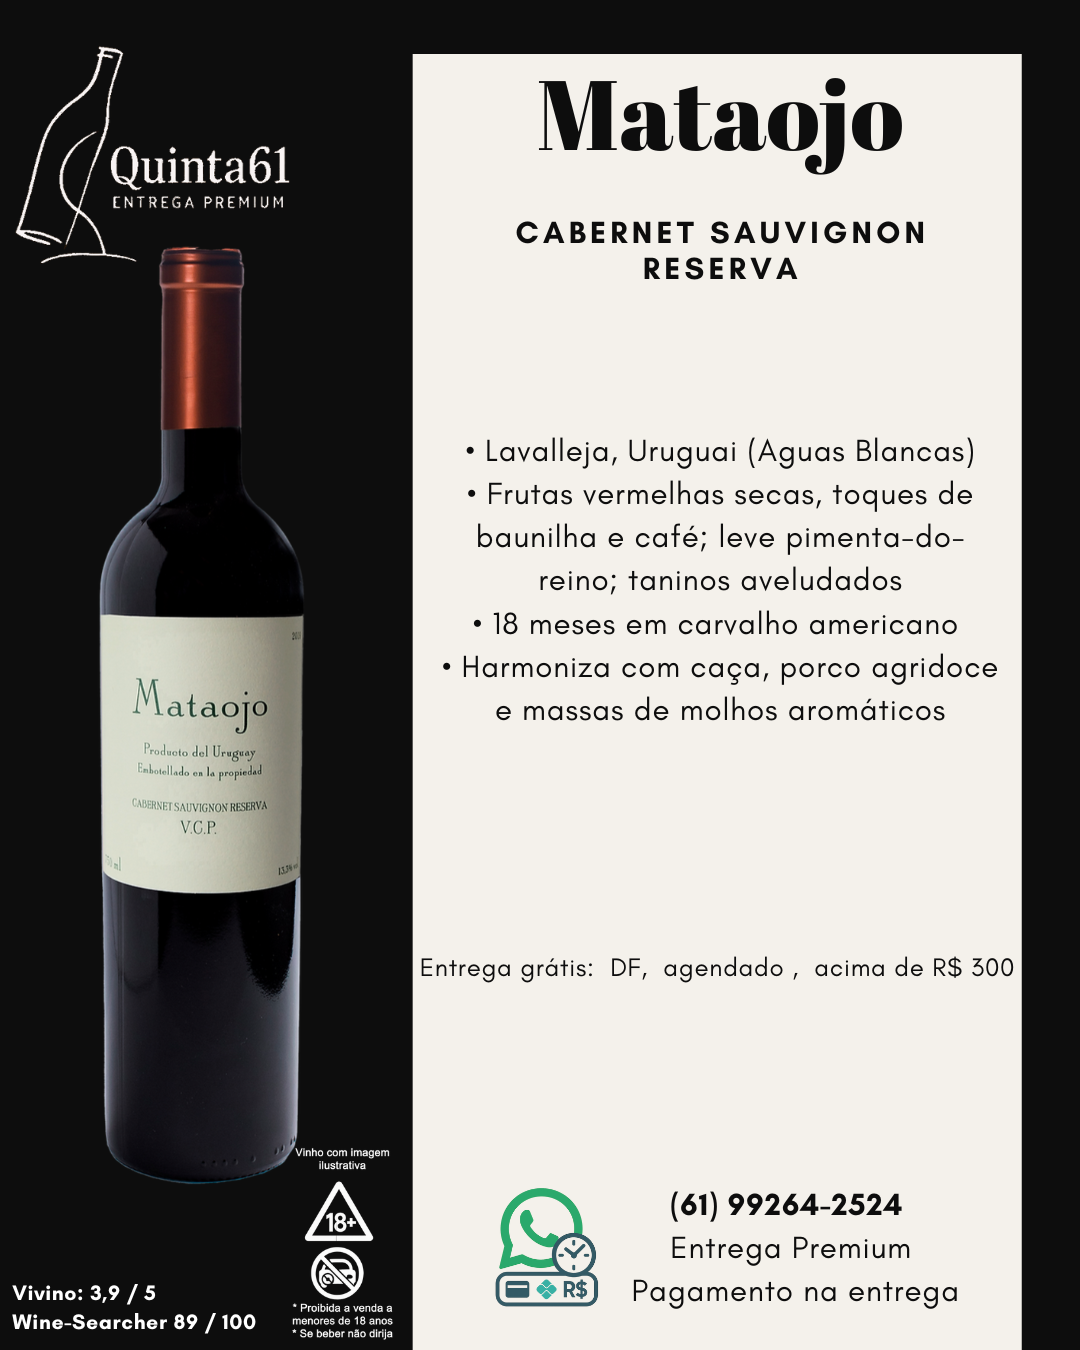 Quinta61
ENTREGA PREMIUM
Mataojo
CABERNET SAUVIGNON
RESERVA
• Lavalleja, Uruguai (Aguas Blancas)
• Frutas vermelhas secas, toques de
baunilha e café; leve pimenta-do-
reino; taninos aveludados
• 18 meses em carvalho americano
• Harmoniza com caça, porco agridoce
e massas de molhos aromáticos
Entrega grátis: DF, agendado , acima de R$ 300
(61) 99264-2524
Entrega Premium
Pagamento na entrega
R$
Mataojo
Producto del Uruguay
Embotellado en la propiedad
CABERNET SAUVIGNON RESERVA
V.C.P.
ml
Vinho com imagem
ilustrativa
18+
* Proibida a venda a
menores de 18 anos
* Se beber não dirija
Vivino: 3,9 / 5
Wine-Searcher 89 / 100